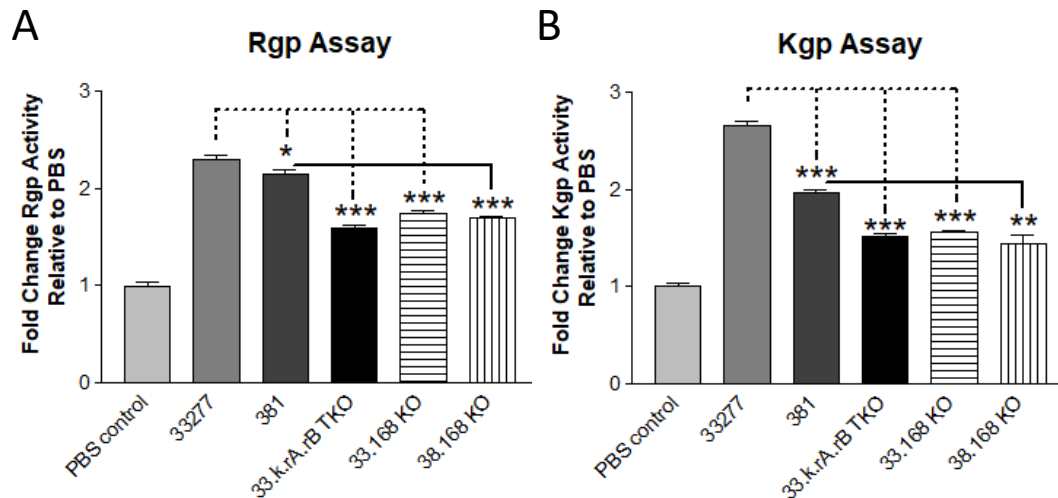 A
Rgp Assay
Fold Change Rgp Activity
Relative to PBS
3
2
1
0
*
***
***
***
PBS control
33277
381
33.k.rA.rB TKO
33.168 KO
38.168 KO
B
Kgp Assay
Fold Change Kgp Activity
Relative to PBS
3
2
1
0
***
***
***
**
PBS control
33277
381
33.k.rA.rB TKO
33.168 KO
38.168 KO